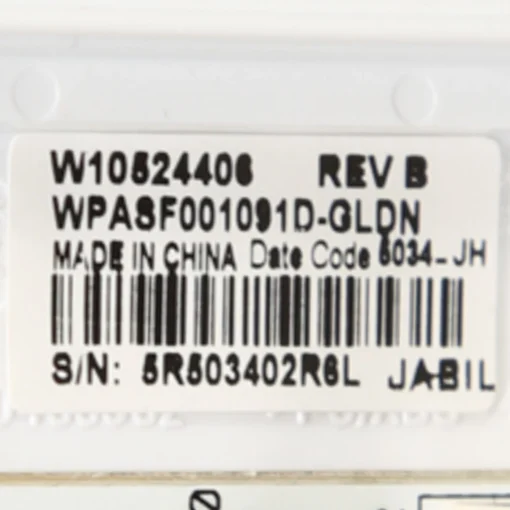 W10524406 REV B
WPASF001091D-GLDN
MADE IN CHINA Date Code 5034-JH
S/N: 5R503402R6L JABIL